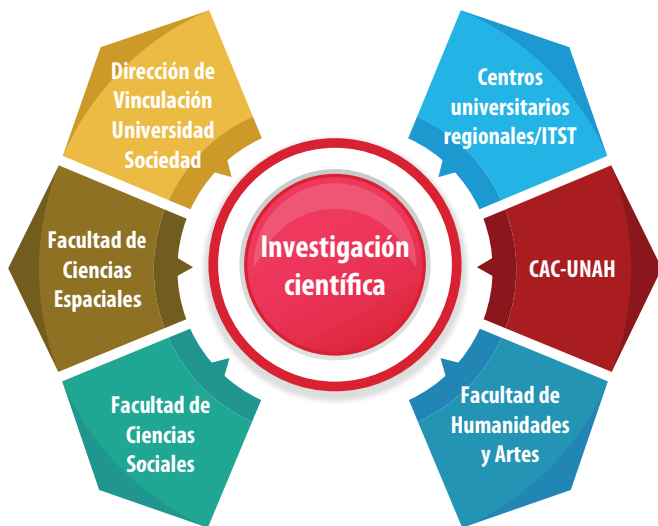 Dirección de
Vinculación
Universidad
Sociedad
Centros
universitarios
regionales/ITST
Facultad de
Ciencias
Espaciales
Investigación
científica
CAC-UNAH
Facultad de
Ciencias
Sociales
Facultad de
Humanidades
y Artes